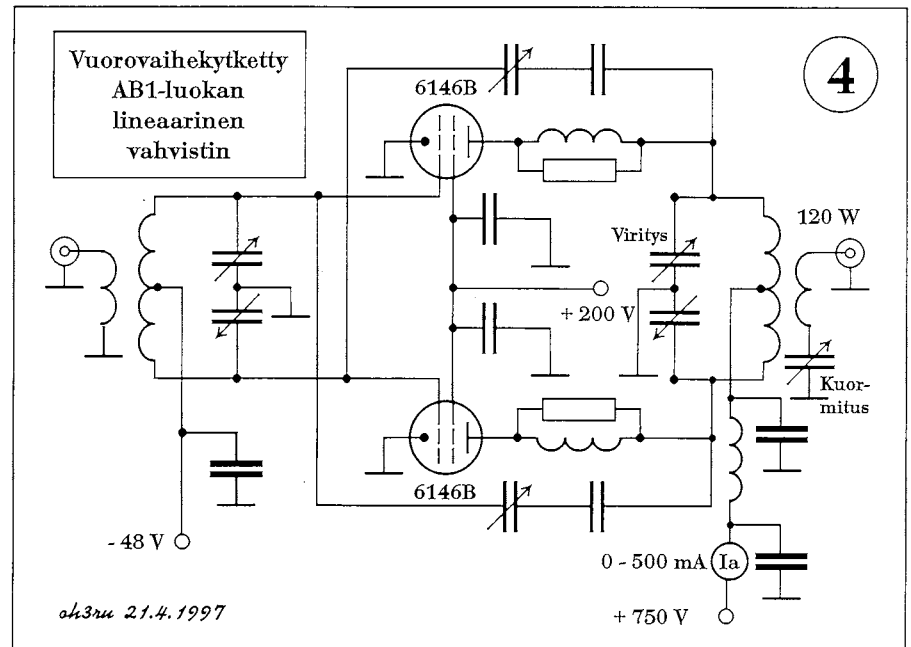 Vuorovaihekytketty
AB1-luokan
lineaarinen
vahvistin
6146B
4
120 W
Viritys
+ 200 V
Kuor-
mitus
6146B
- 48 V
0 - 500 mA
Ia
+ 750 V
oh3ru 21.4.1997